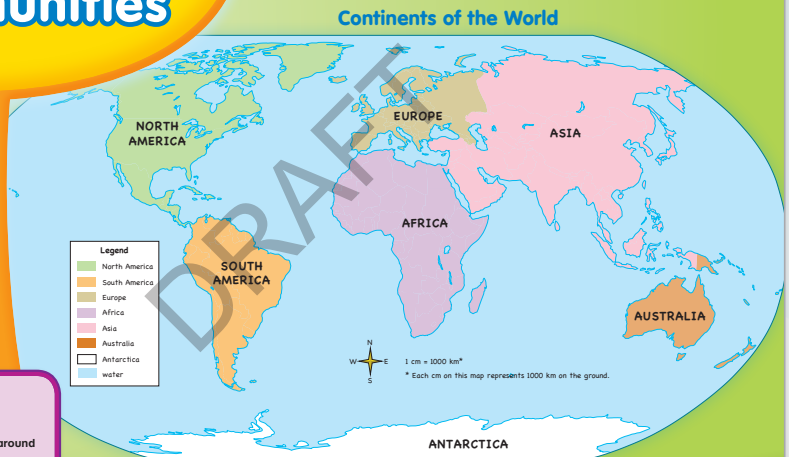 Continents of the World
NORTH
AMERICA
EUROPE
ASIA
AFRICA
SOUTH
AMERICA
AUSTRALIA
ANTARCTICA
Legend
North America
South America
Europe
Africa
Asia
Australia
Antarctica
water
N
W E
S
1 cm = 1000 km*
* Each cm on this map represents 1000 km on the ground.
DRAFT
around